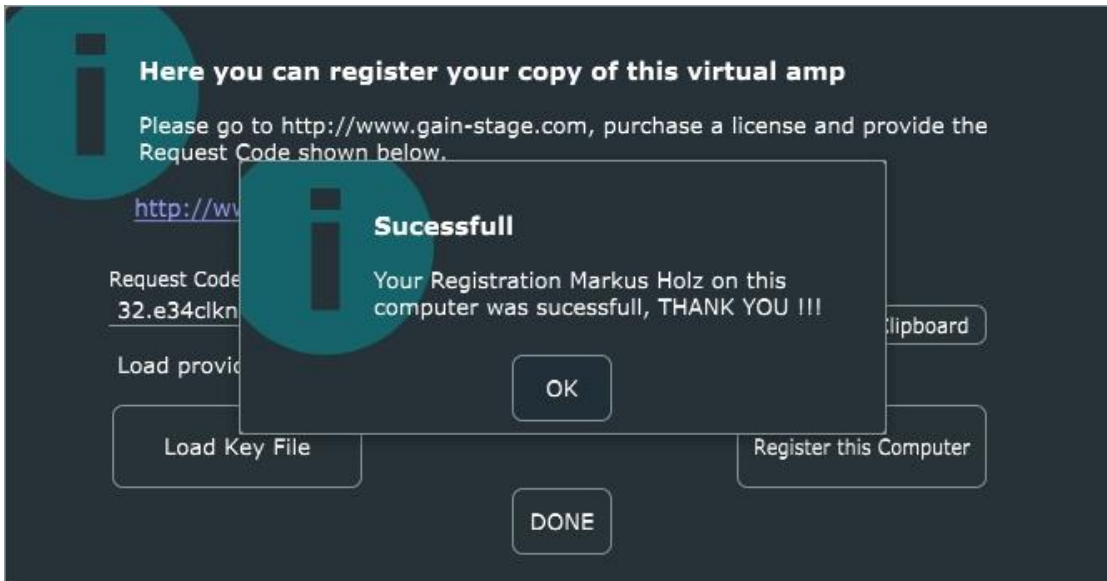 Here you can register your copy of this virtual amp
Please go to http://www.gain-stage.com, purchase a license and provide the
Request Code shown below.
http://ww
Sucessfull
Your Registration Markus Holz on this
computer was sucessfull, THANK YOU !!!
OK
Request Code
32.e34clkn
Clipboard
Load provid
Load Key File
Register this Computer
DONE